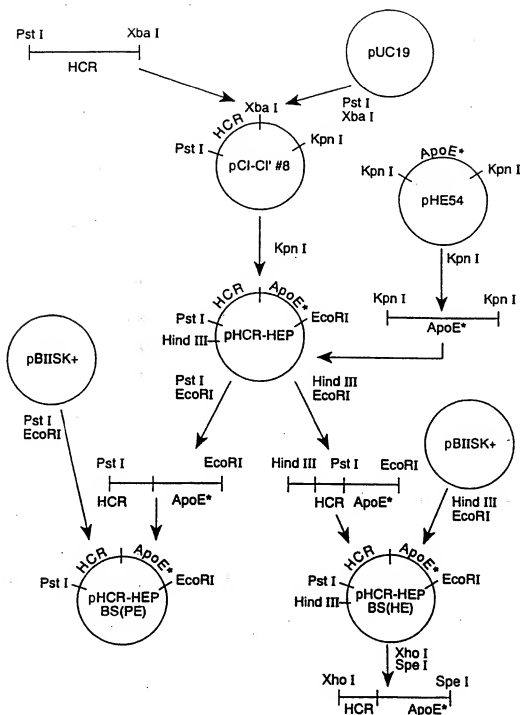 Pst I Xba I
HCR
pUC19
Pst I
Xba I
Xba I
HCR
Pst I
Kpn I
pCI-CI' #8
ApoE*
Kpn I
Kpn I
pHE54
Kpn I
Kpn I
Kpn I Kpn I
ApoE*
HCR
ApoE*
Pst I
EcoRI
Hind III
pHCR-HEP
pBIISK+
Pst I
EcoRI
Pst I
EcoRI
Hind III
EcoRI
pBIISK+
Hind III
EcoRI
Pst I EcoRI
HCR ApoE*
Hind III Pst I EcoRI
HCR ApoE*
HCR
ApoE*
Pst I
EcoRI
pHCR-HEP
BS(PE)
HCR
ApoE*
Pst I
EcoRI
Hind III
pHCR-HEP
BS(HE)
Xho I
Spe I
Xho I Spe I
HCR ApoE*